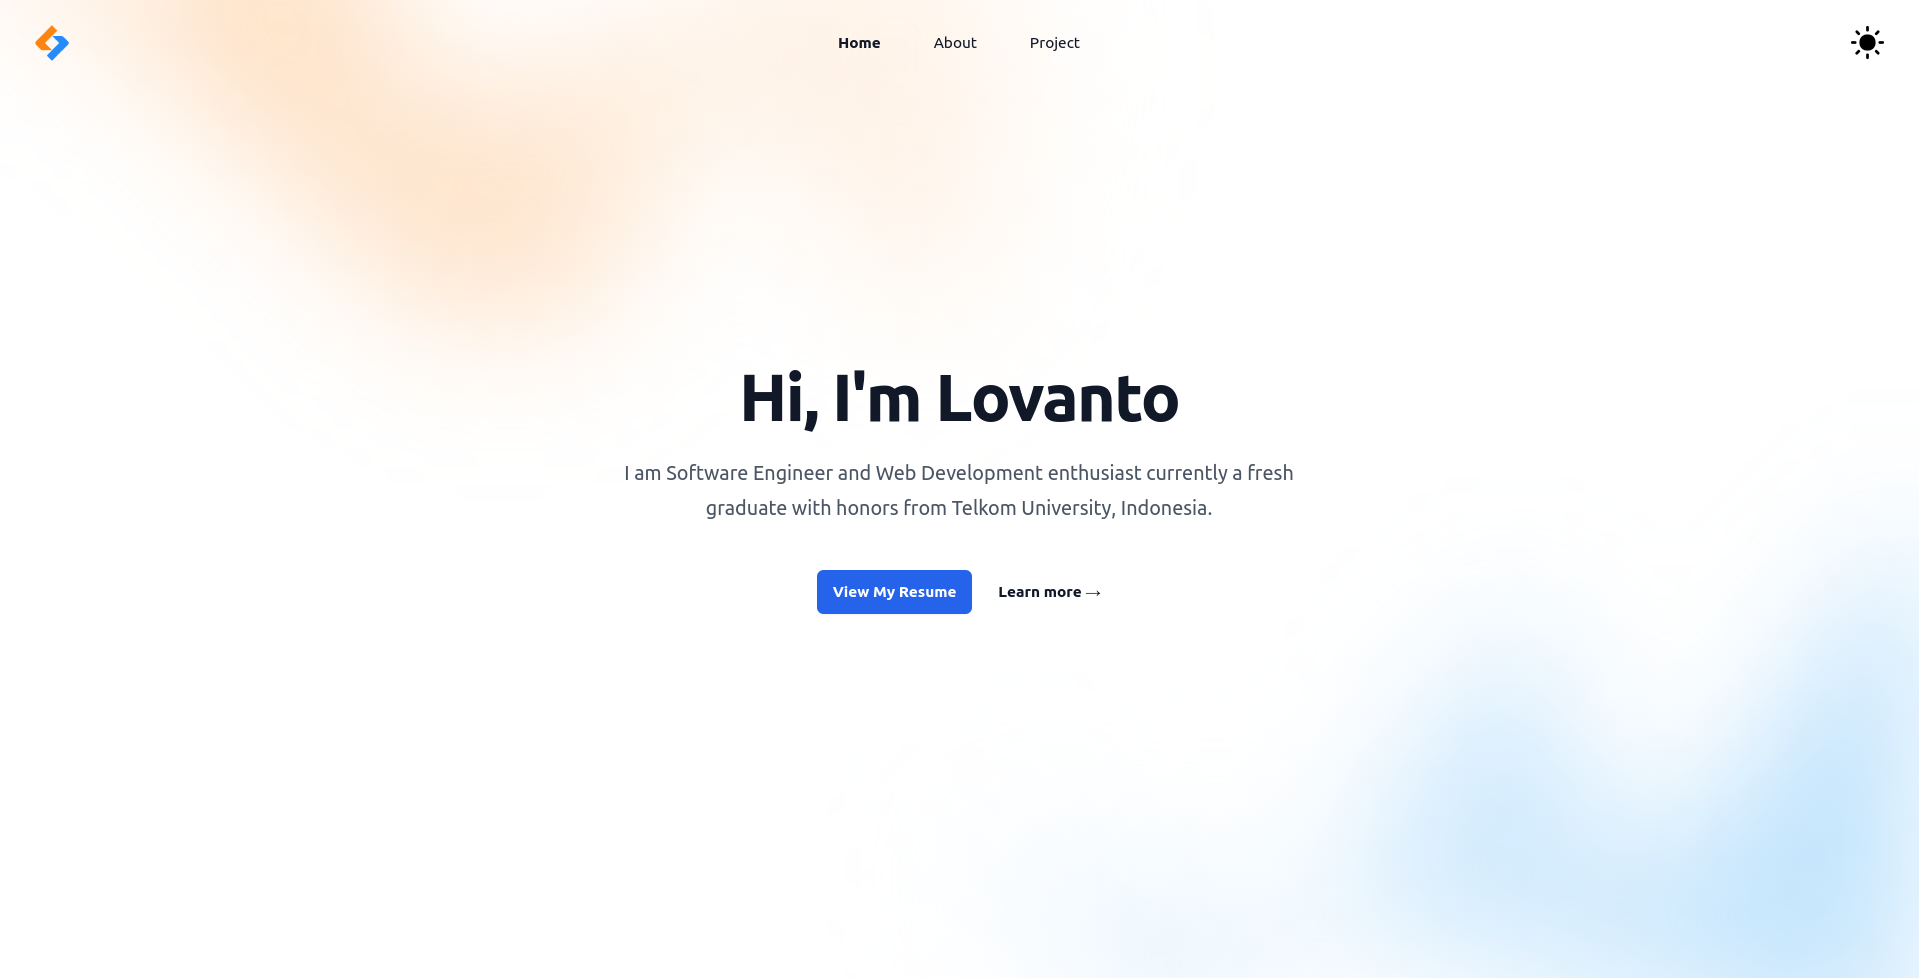 Home
About
Project
Hi, I'm Lovanto
I am Software Engineer and Web Development enthusiast currently a fresh
graduate with honors from Telkom University, Indonesia.
View My Resume
Learn more →